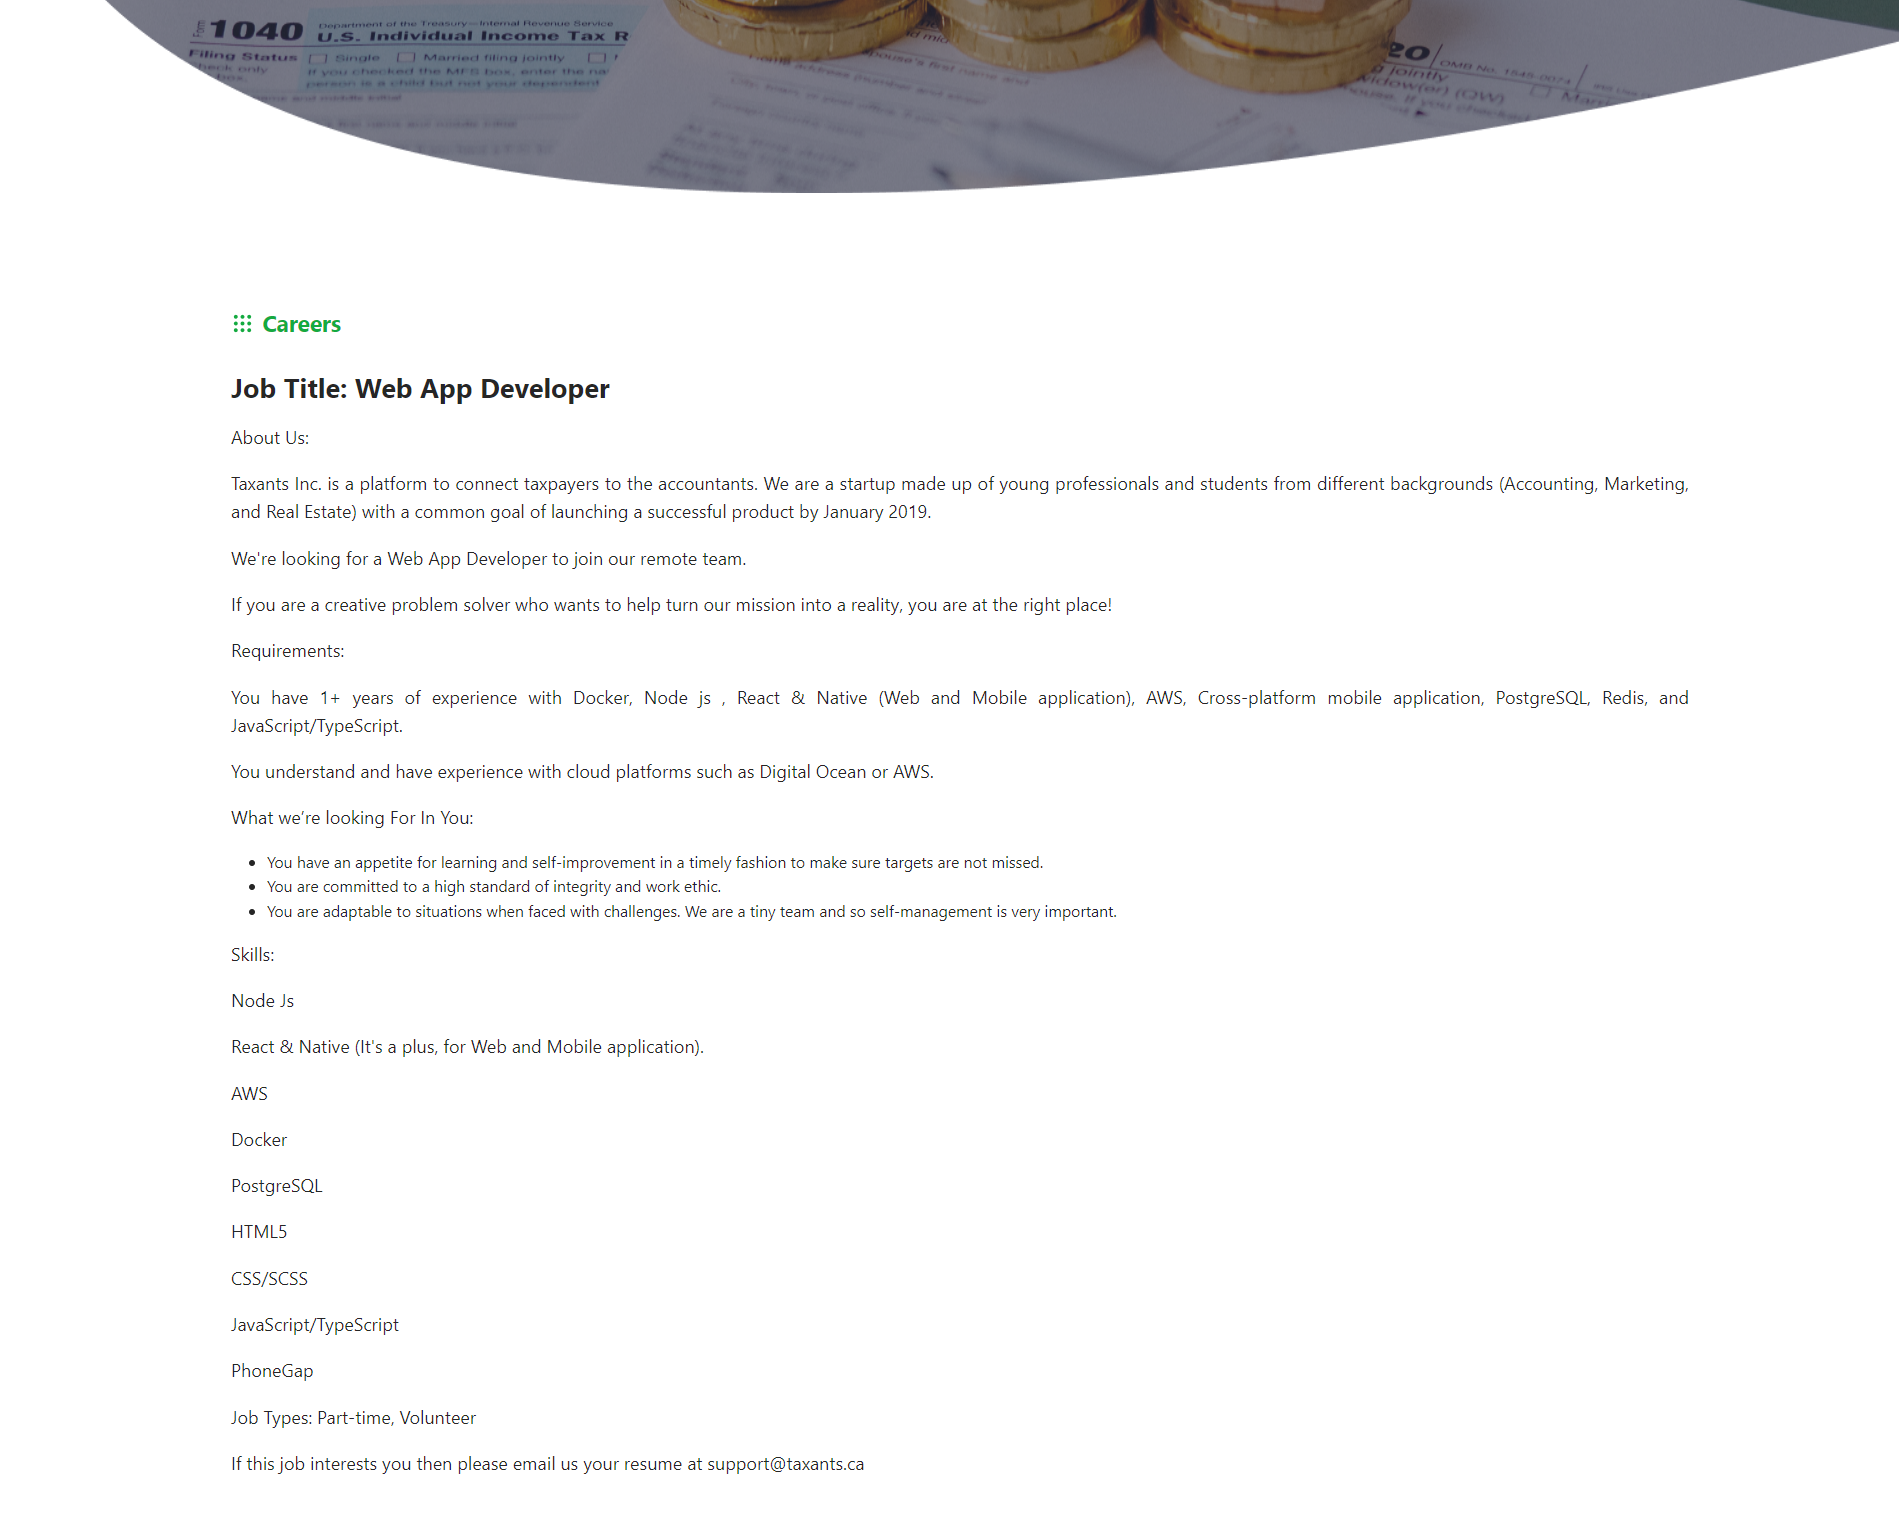 Form 1040
Department of the Treasury—Internal Revenue Service
U.S. Individual Income Tax R
Filing Status
Single
Married filing jointly
Check only
box.
If you checked the MFS box, enter the na
person is a child but not your dependent
spouse's first name and
20
OMB No. 1545-0074
jointly
widow(er) (QW)
Careers
Job Title: Web App Developer
About Us:
Taxants Inc. is a platform to connect taxpayers to the accountants. We are a startup made up of young professionals and students from different backgrounds (Accounting, Marketing,
and Real Estate) with a common goal of launching a successful product by January 2019.
We're looking for a Web App Developer to join our remote team.
If you are a creative problem solver who wants to help turn our mission into a reality, you are at the right place!
Requirements:
You have 1+ years of experience with Docker, Node js , React & Native (Web and Mobile application), AWS, Cross-platform mobile application, PostgreSQL, Redis, and
JavaScript/TypeScript.
You understand and have experience with cloud platforms such as Digital Ocean or AWS.
What we’re looking For In You:
• You have an appetite for learning and self-improvement in a timely fashion to make sure targets are not missed.
• You are committed to a high standard of integrity and work ethic.
• You are adaptable to situations when faced with challenges. We are a tiny team and so self-management is very important.
Skills:
Node Js
React & Native (It's a plus, for Web and Mobile application).
AWS
Docker
PostgreSQL
HTML5
CSS/SCSS
JavaScript/TypeScript
PhoneGap
Job Types: Part-time, Volunteer
If this job interests you then please email us your resume at support@taxants.ca